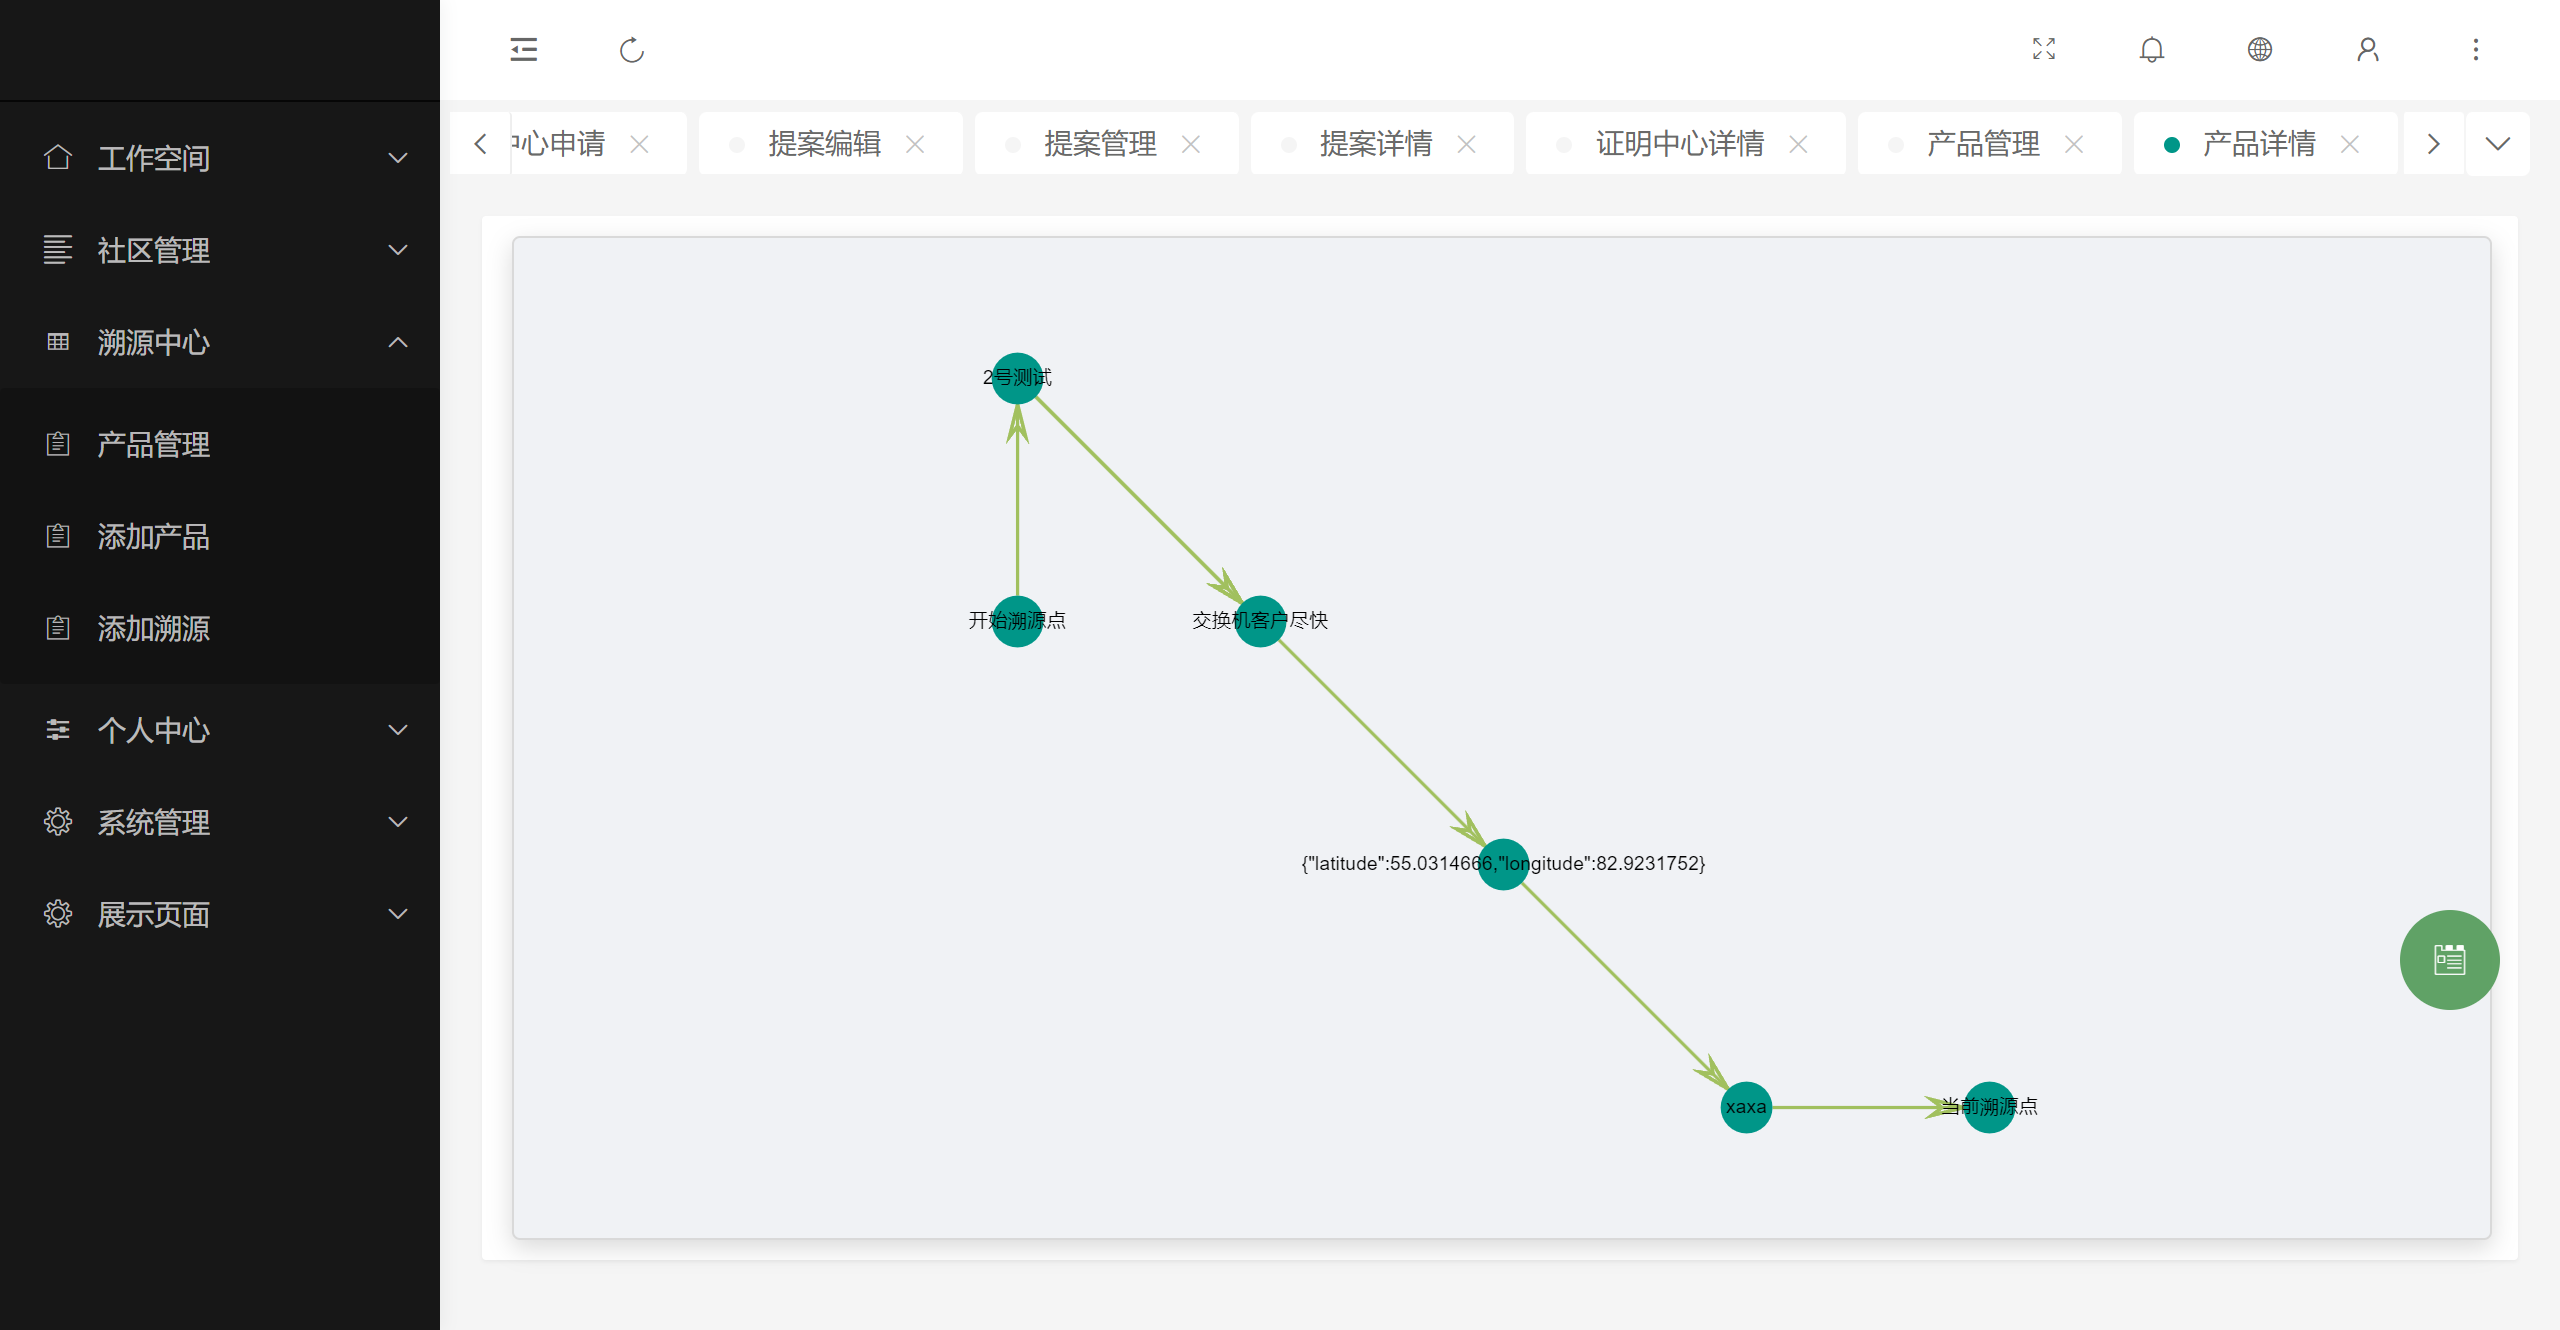 工作空间
社区管理
溯源中心
产品管理
添加产品
添加溯源
个人中心
系统管理
展示页面
心申请
提案编辑
提案管理
提案详情
证明中心详情
产品管理
产品详情
2号测试
开始溯源点
交换机客户尽快
{"latitude":55.0314666,"longitude":82.9231752}
xaxa
当前溯源点